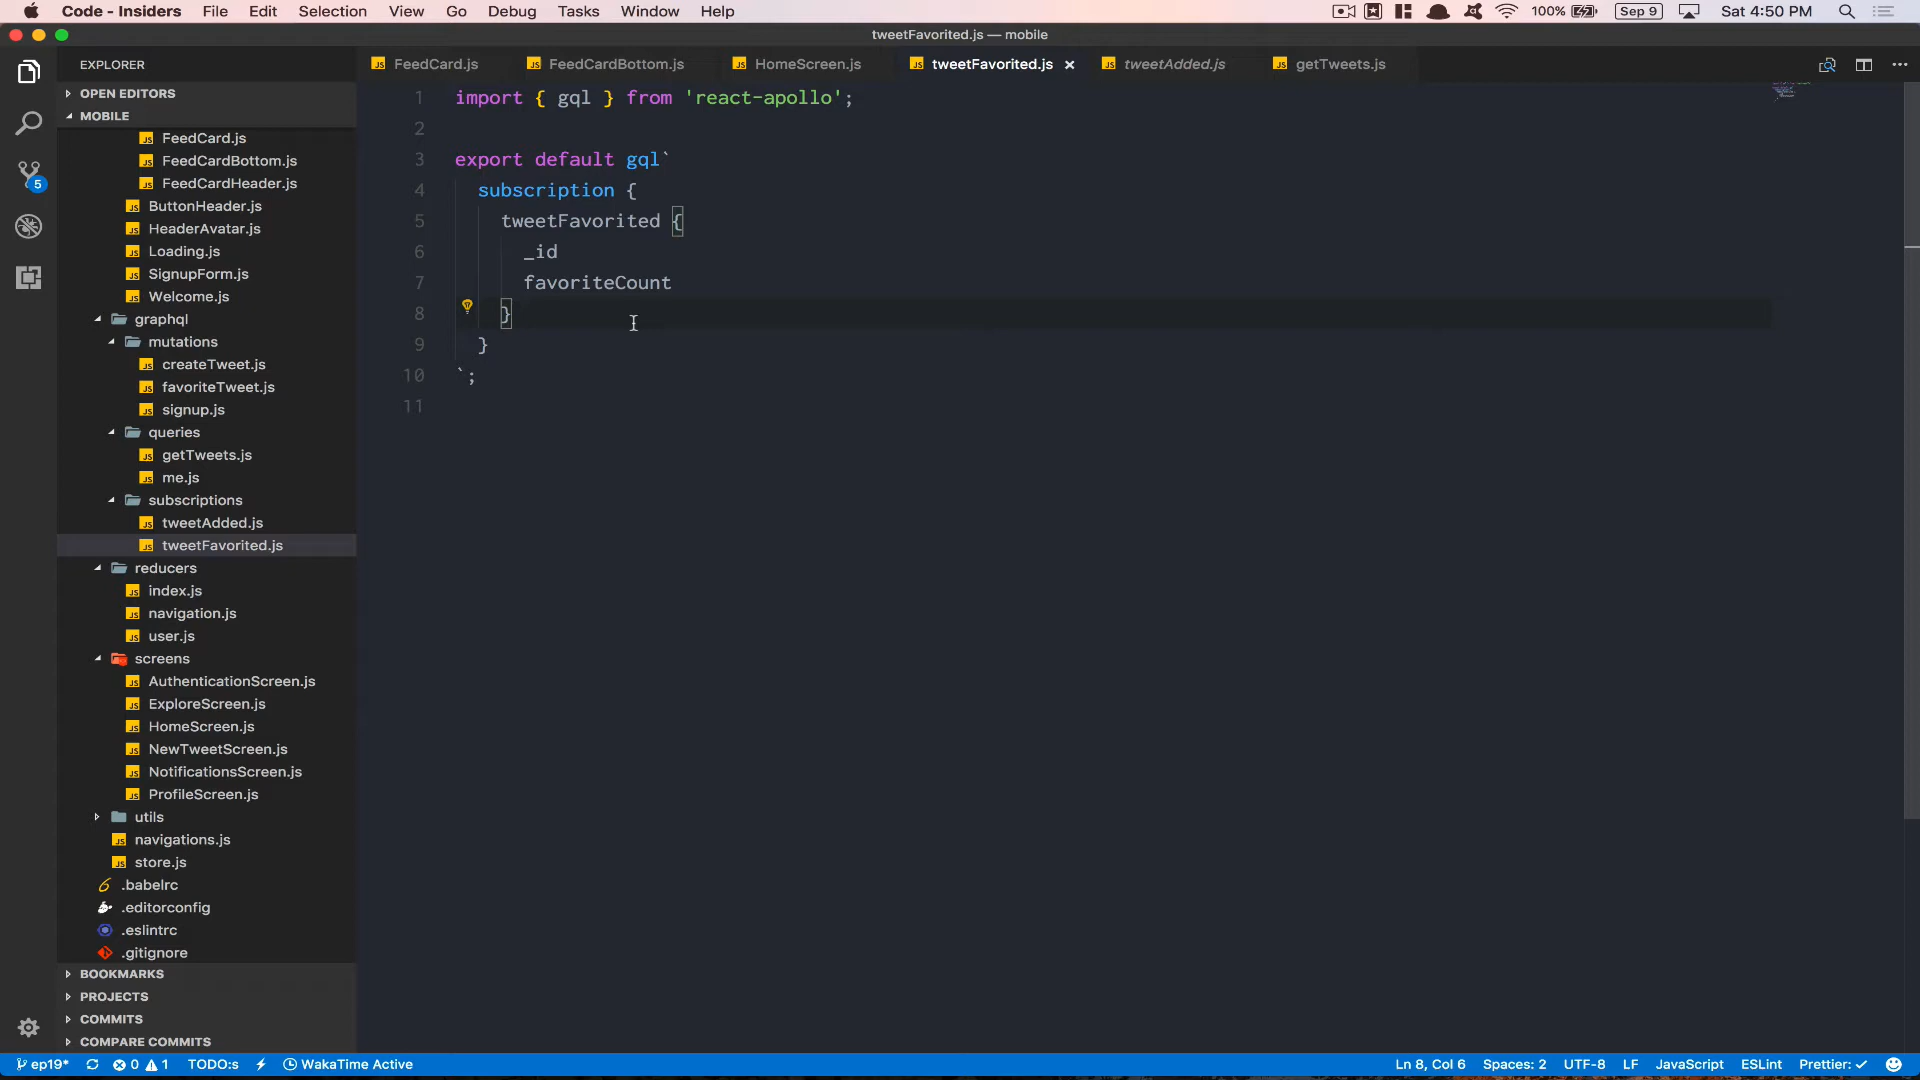 Code - Insiders File Edit Selection View Go Debug Tasks Window Help 100% Sep 9 Sat 4:50 PM
tweetFavorited.js — mobile
EXPLORER
OPEN EDITORS
MOBILE
FeedCard.js
FeedCardBottom.js
FeedCardHeader.js
ButtonHeader.js
HeaderAvatar.js
Loading.js
SignupForm.js
Welcome.js
graphql
mutations
createTweet.js
favoriteTweet.js
signup.js
queries
getTweets.js
me.js
subscriptions
tweetAdded.js
tweetFavorited.js
reducers
index.js
navigation.js
user.js
screens
AuthenticationScreen.js
ExploreScreen.js
HomeScreen.js
NewTweetScreen.js
NotificationsScreen.js
ProfileScreen.js
utils
navigations.js
store.js
.babelrc
.editorconfig
.eslintrc
.gitignore
BOOKMARKS
PROJECTS
COMMITS
COMPARE COMMITS
5
JS FeedCard.js JS FeedCardBottom.js JS HomeScreen.js JS tweetFavorited.js × JS tweetAdded.js JS getTweets.js
1 import { gql } from 'react-apollo';
2
3 export default gql`
4 subscription {
5 tweetFavorited {
6 _id
7 favoriteCount
8 }
9 }
10 `;
11
ep19* 0 1 TODO:s WakaTime Active Ln 8, Col 6 Spaces: 2 UTF-8 LF JavaScript ESLint Prettier: ✓